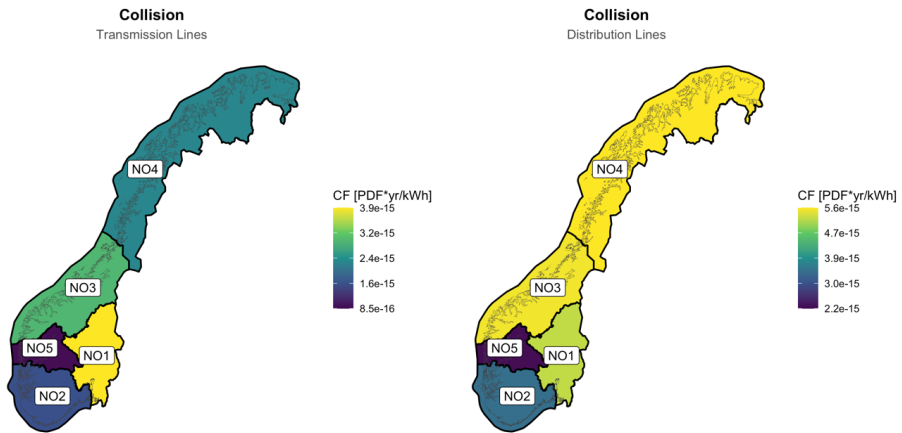 Collision
Transmission Lines
NO4
NO3
NO5
NO1
NO2
CF [PDF*yr/kWh]
3.9e-15
3.2e-15
2.4e-15
1.6e-15
8.5e-16
Collision
Distribution Lines
NO4
NO3
NO5
NO1
NO2
CF [PDF*yr/kWh]
5.6e-15
4.7e-15
3.9e-15
3.0e-15
2.2e-15